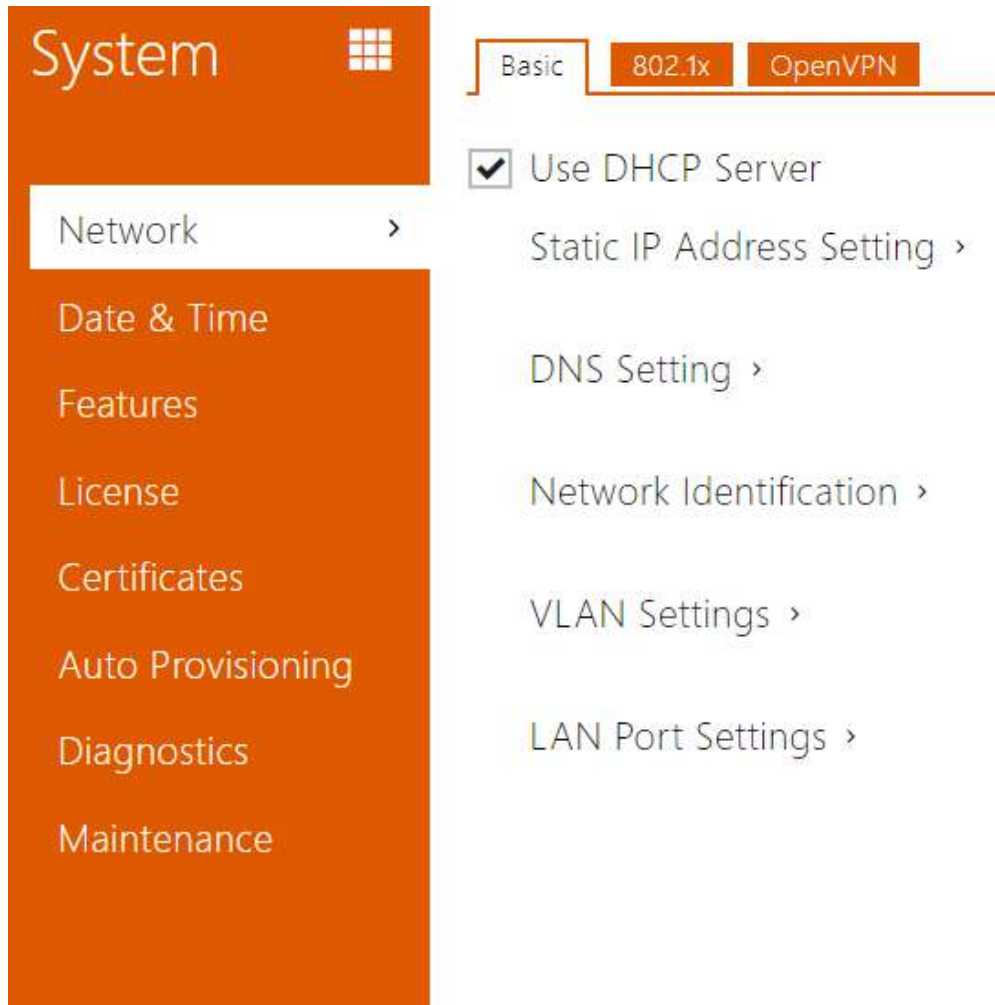 System
Network
Date & Time
Features
License
Certificates
Auto Provisioning
Diagnostics
Maintenance
Basic
802.1x
OpenVPN
Use DHCP Server
Static IP Address Setting
DNS Setting
Network Identification
VLAN Settings
LAN Port Settings